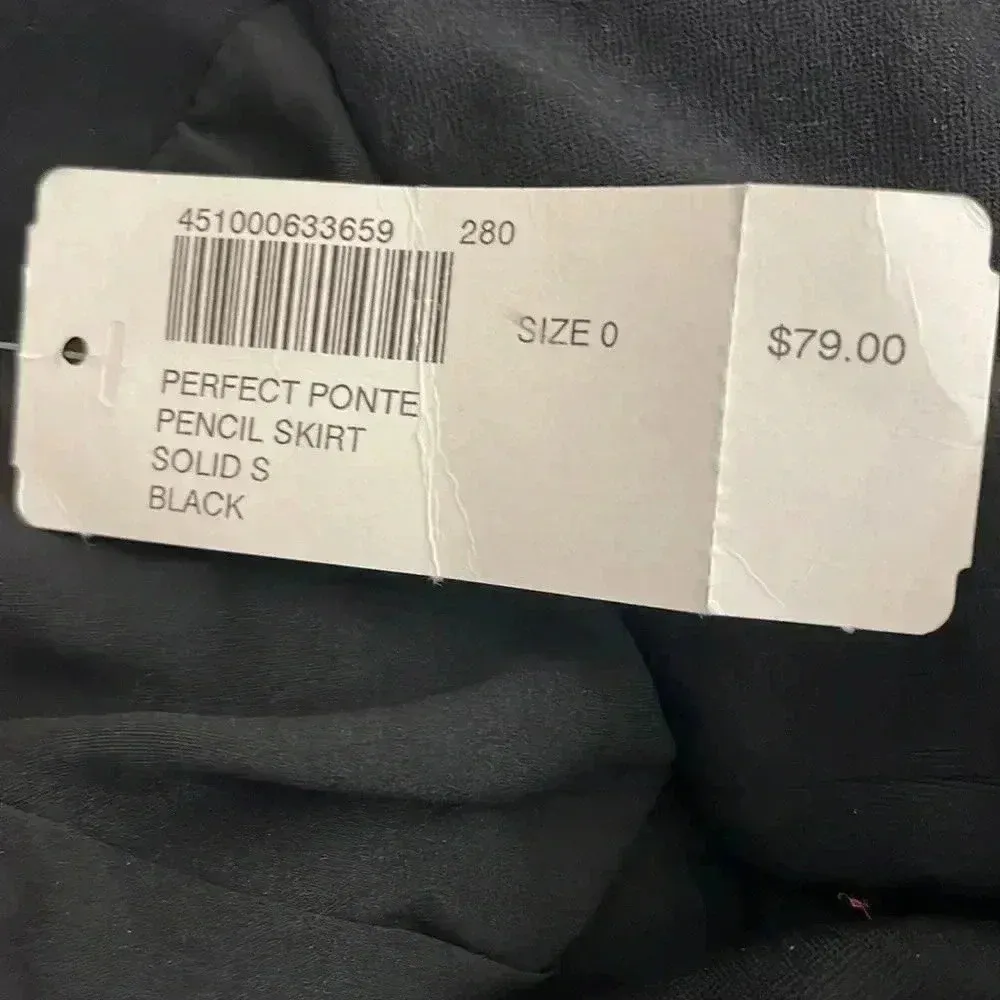 451000633659 280
SIZE 0
$79.00
PERFECT PONTE
PENCIL SKIRT
SOLID S
BLACK